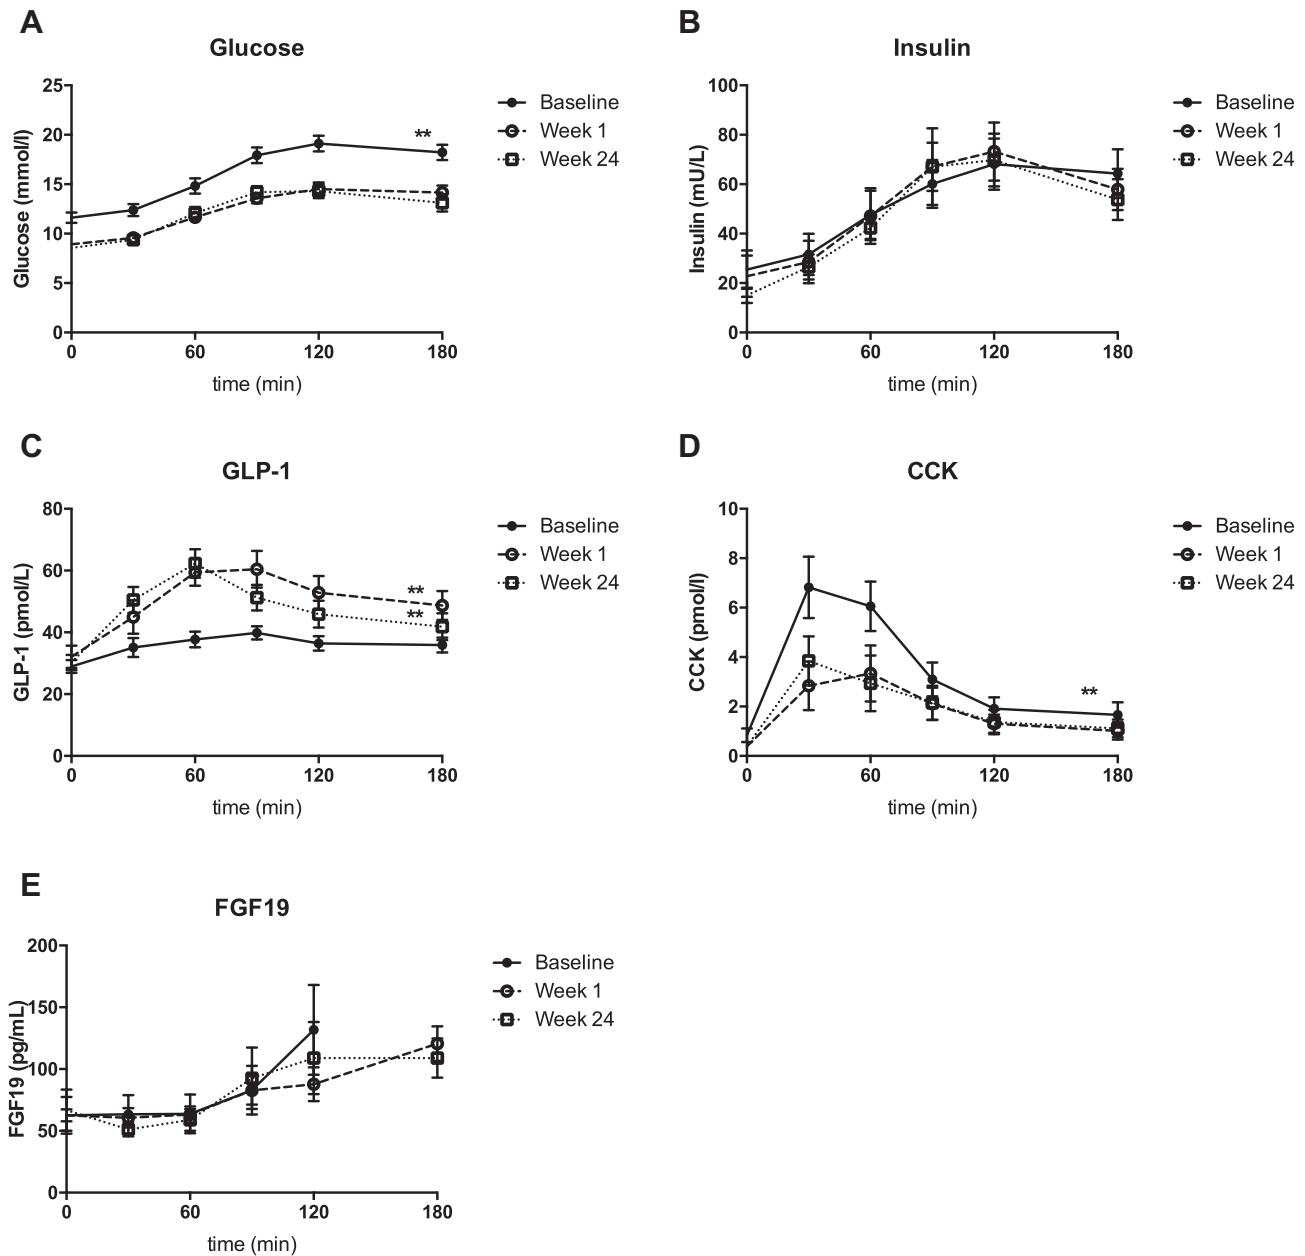 A
Glucose
Glucose (mmol/l)
25
20
15
10
5
0
0 60 120 180
time (min)
**
Baseline
Week 1
Week 24
B
Insulin
Insulin (mU/L)
100
80
60
40
20
0
0 60 120 180
time (min)
Baseline
Week 1
Week 24
C
GLP-1
GLP-1 (pmol/L)
80
60
40
20
0
0 60 120 180
time (min)
**
**
Baseline
Week 1
Week 24
D
CCK
CCK (pmol/l)
10
8
6
4
2
0
0 60 120 180
time (min)
**
Baseline
Week 1
Week 24
E
FGF19
FGF19 (pg/mL)
200
150
100
50
0
0 60 120 180
time (min)
Baseline
Week 1
Week 24